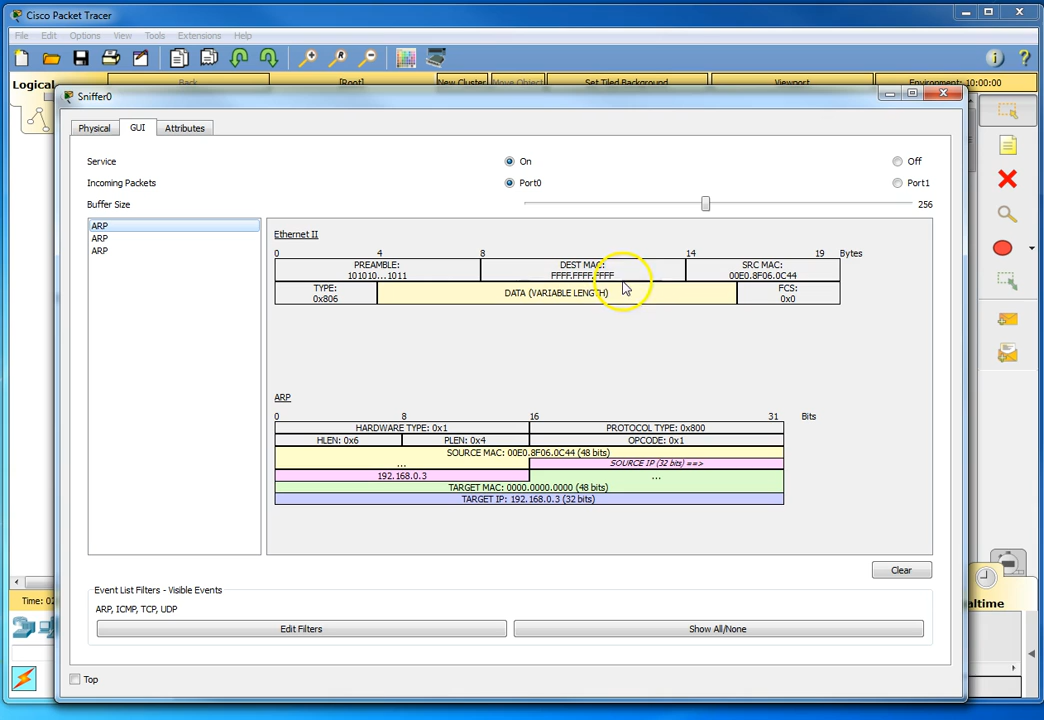 Cisco Packet Tracer
File Edit Options View Tools Extensions Help
Logical Back [Root] New Cluster Move Object Set Tiled Background Viewport Environment: 10:00:00
Sniffer0
Physical GUI Attributes
Service On Off
Incoming Packets Port0 Port1
Buffer Size 256
ARP
ARP
ARP
Ethernet II
0 4 8 14 19 Bytes
PREAMBLE: DEST MAC: SRC MAC:
101010...1011 FFFF.FFFF.FFFF 00E0.8F06.0C44
TYPE: DATA (VARIABLE LENGTH) FCS:
0x806 0x0
ARP
0 8 16 31 Bits
HARDWARE TYPE: 0x1 PROTOCOL TYPE: 0x800
HLEN: 0x6 PLEN: 0x4 OPCODE: 0x1
SOURCE MAC: 00E0.8F06.0C44 (48 bits)
... SOURCE IP (32 bits) ==>
192.168.0.3 ...
TARGET MAC: 0000.0000.0000 (48 bits)
TARGET IP: 192.168.0.3 (32 bits)
Clear
Event List Filters - Visible Events
ARP, ICMP, TCP, UDP
Edit Filters Show All/None
Top
Time: 0
altime